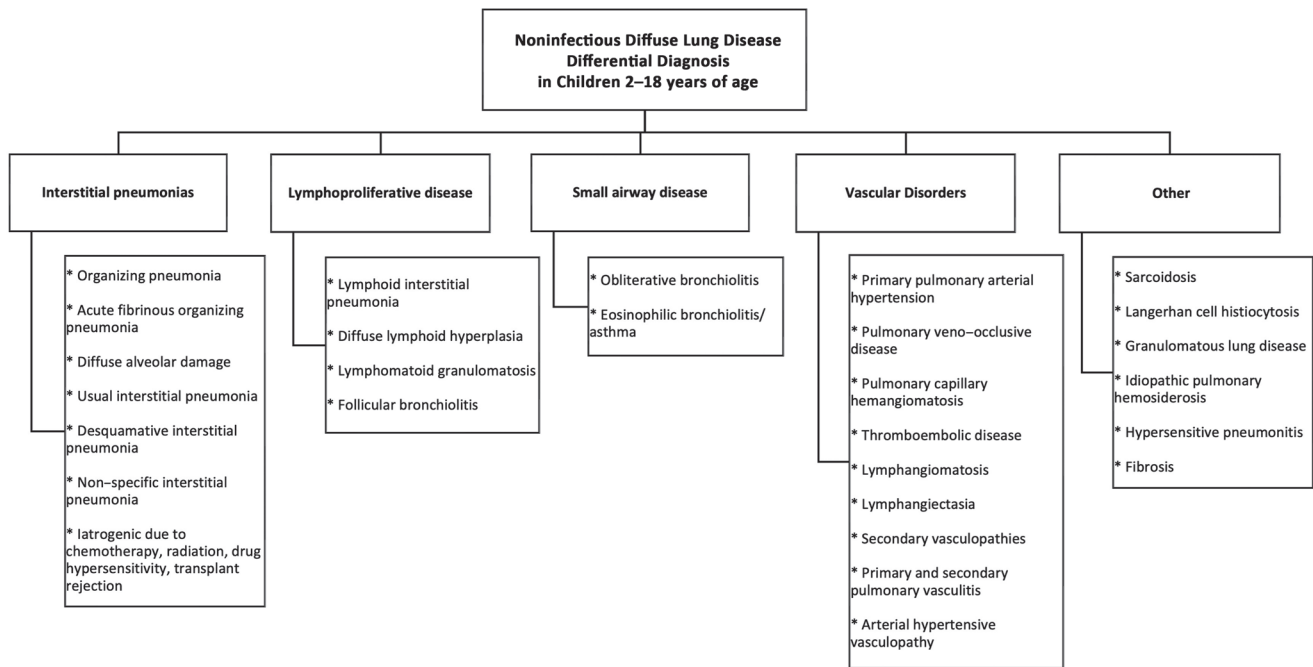 Noninfectious Diffuse Lung Disease
Differential Diagnosis
in Children 2–18 years of age
Interstitial pneumonias
* Organizing pneumonia
* Acute fibrinous organizing
pneumonia
* Diffuse alveolar damage
* Usual interstitial pneumonia
* Desquamative interstitial
pneumonia
* Non–specific interstitial
pneumonia
* Iatrogenic due to
chemotherapy, radiation, drug
hypersensitivity, transplant
rejection
Lymphoproliferative disease
* Lymphoid interstitial
pneumonia
* Diffuse lymphoid hyperplasia
* Lymphomatoid granulomatosis
* Follicular bronchiolitis
Small airway disease
* Obliterative bronchiolitis
* Eosinophilic bronchiolitis/
asthma
Vascular Disorders
* Primary pulmonary arterial
hypertension
* Pulmonary veno–occlusive
disease
* Pulmonary capillary
hemangiomatosis
* Thromboembolic disease
* Lymphangiomatosis
* Lymphangiectasia
* Secondary vasculopathies
* Primary and secondary
pulmonary vasculitis
* Arterial hypertensive
vasculopathy
Other
* Sarcoidosis
* Langerhan cell histiocytosis
* Granulomatous lung disease
* Idiopathic pulmonary
hemosiderosis
* Hypersensitive pneumonitis
* Fibrosis